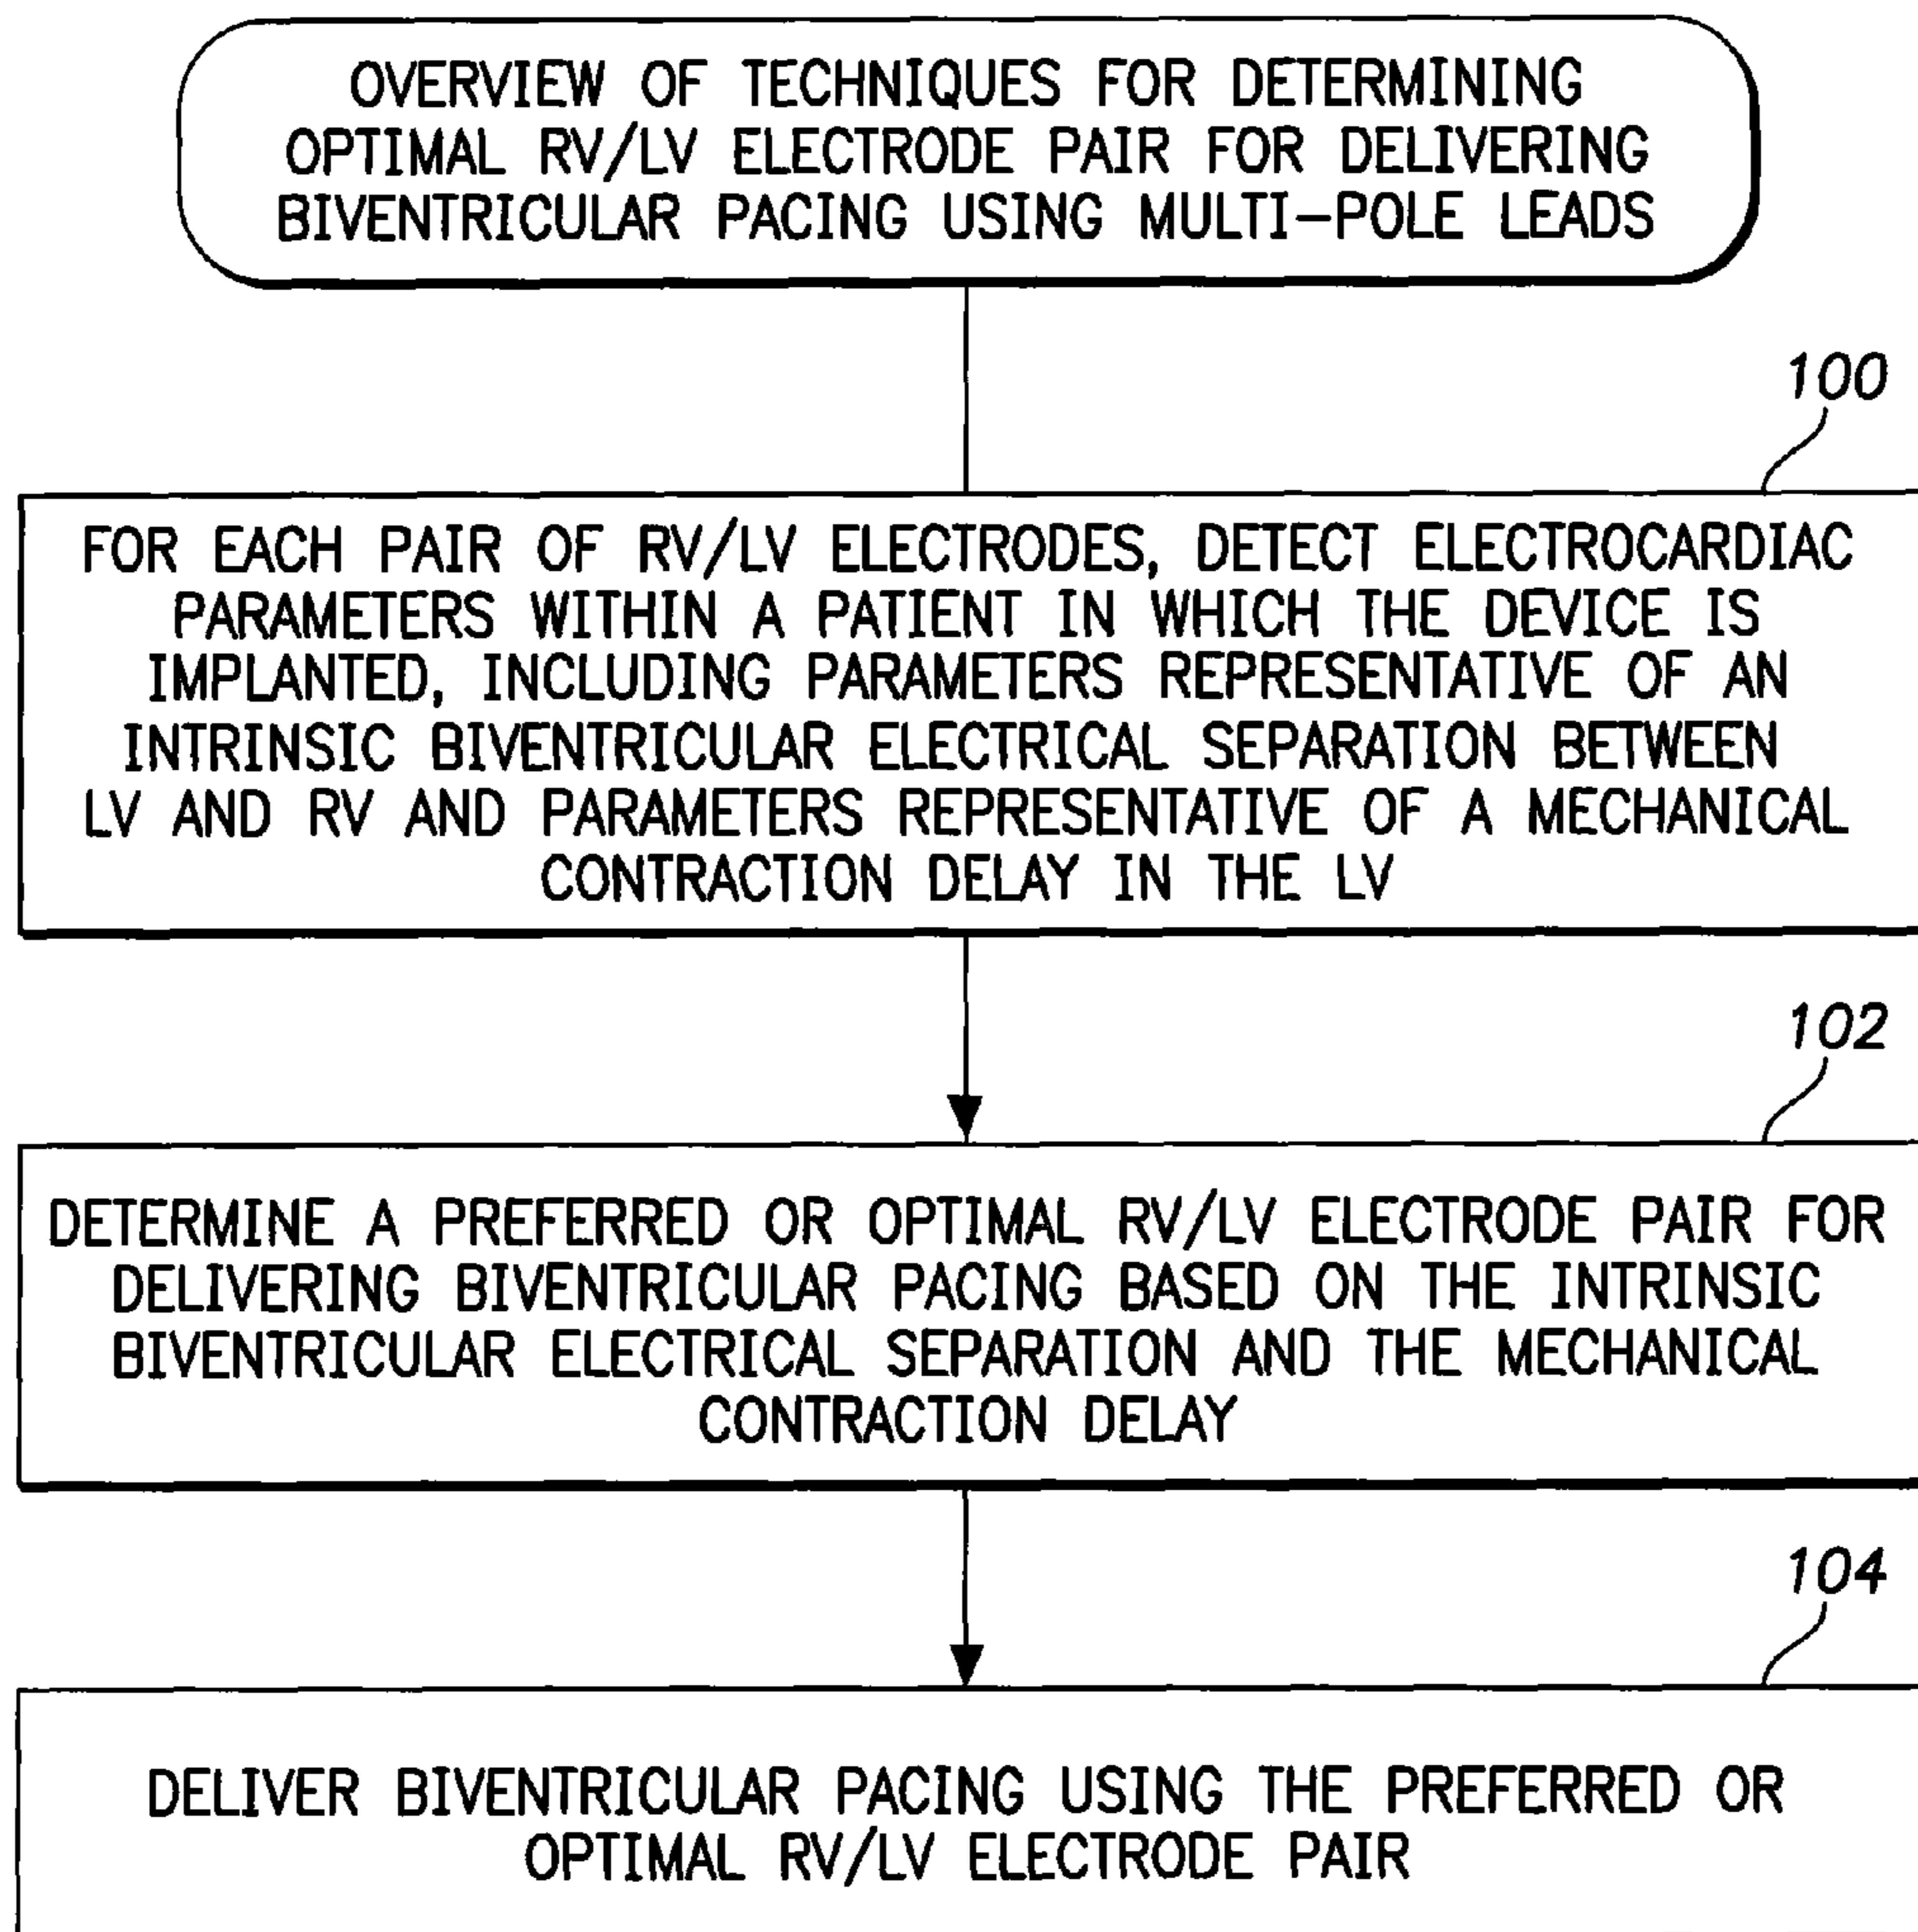 OVERVIEW OF TECHNIQUES FOR DETERMINING
OPTIMAL RV/LV ELECTRODE PAIR FOR DELIVERING
BIVENTRICULAR PACING USING MULTI-POLE LEADS
100
FOR EACH PAIR OF RV/LV ELECTRODES, DETECT ELECTROCARDIAC
PARAMETERS WITHIN A PATIENT IN WHICH THE DEVICE IS
IMPLANTED, INCLUDING PARAMETERS REPRESENTATIVE OF AN
INTRINSIC BIVENTRICULAR ELECTRICAL SEPARATION BETWEEN
LV AND RV AND PARAMETERS REPRESENTATIVE OF A MECHANICAL
CONTRACTION DELAY IN THE LV
102
DETERMINE A PREFERRED OR OPTIMAL RV/LV ELECTRODE PAIR FOR
DELIVERING BIVENTRICULAR PACING BASED ON THE INTRINSIC
BIVENTRICULAR ELECTRICAL SEPARATION AND THE MECHANICAL
CONTRACTION DELAY
104
DELIVER BIVENTRICULAR PACING USING THE PREFERRED OR
OPTIMAL RV/LV ELECTRODE PAIR